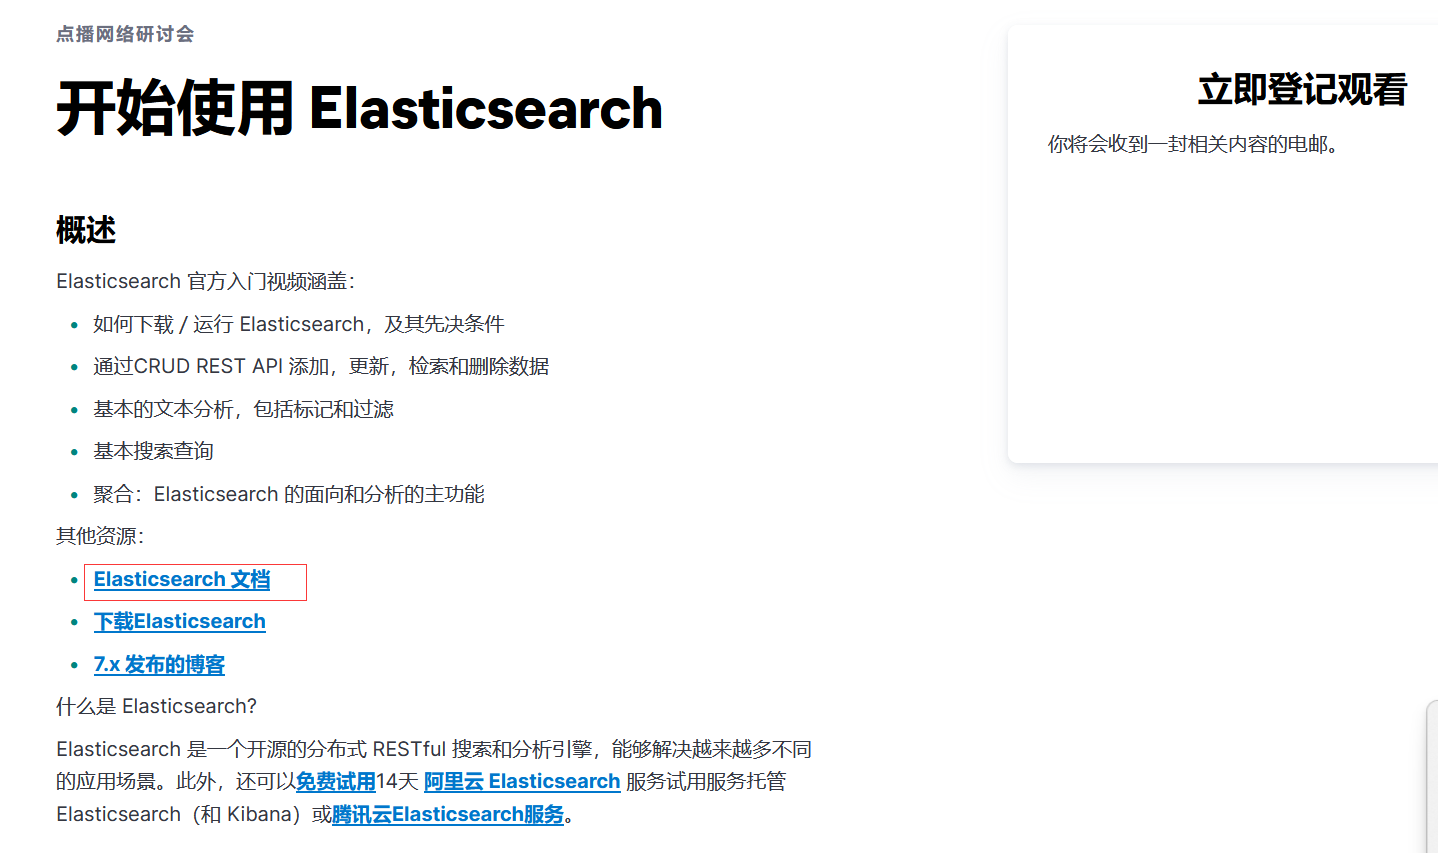 点播网络研讨会
开始使用 Elasticsearch
概述
Elasticsearch 官方入门视频涵盖：
如何下载 / 运行 Elasticsearch，及其先决条件
通过CRUD REST API 添加，更新，检索和删除数据
基本的文本分析，包括标记和过滤
基本搜索查询
聚合：Elasticsearch 的面向和分析的主功能
其他资源：
Elasticsearch 文档
下载Elasticsearch
7.x 发布的博客
什么是 Elasticsearch?
Elasticsearch 是一个开源的分布式 RESTful 搜索和分析引擎，能够解决越来越多不同
的应用场景。此外，还可以免费试用14天 阿里云 Elasticsearch 服务试用服务托管
Elasticsearch（和 Kibana）或腾讯云Elasticsearch服务。
立即登记观看
你将会收到一封相关内容的电邮。